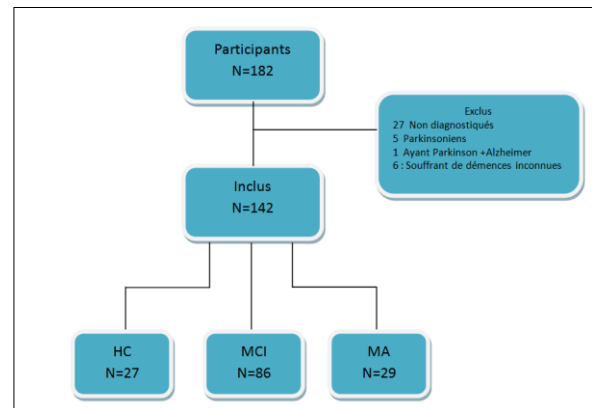 Participants
N=182
Exclus
27 Non diagnostiqués
5 Parkinsoniens
1 Ayant Parkinson +Alzheimer
6 : Souffrant de démences inconnues
Inclus
N=142
HC
N=27
MCI
N=86
MA
N=29